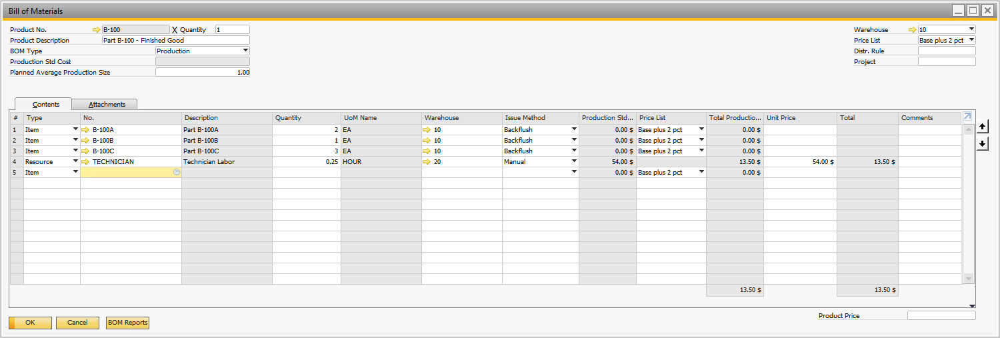 Bill of Materials
Product No. B-100 X Quantity 1 Warehouse 10
Product Description Part B-100 - Finished Good Price List Base plus 2 pct
BOM Type Production Distr. Rule
Production Std Cost Project
Planned Average Production Size 1.00
Contents Attachments
# Type No. Description Quantity UoM Name Warehouse Issue Method Production Std... Price List Total Productio... Unit Price Total Comments
1 Item B-100A Part B-100A 2 EA 10 Backflush 0.00 $ Base plus 2 pct 0.00 $
2 Item B-100B Part B-100B 1 EA 10 Backflush 0.00 $ Base plus 2 pct 0.00 $
3 Item B-100C Part B-100C 3 EA 10 Backflush 0.00 $ Base plus 2 pct 0.00 $
4 Resource TECHNICIAN Technician Labor 0.25 HOUR 20 Manual 54.00 $ 13.50 $ 54.00 $ 13.50 $
5 Item 0.00 $ Base plus 2 pct 0.00 $
13.50 $ 13.50 $
Product Price
OK Cancel BOM Reports